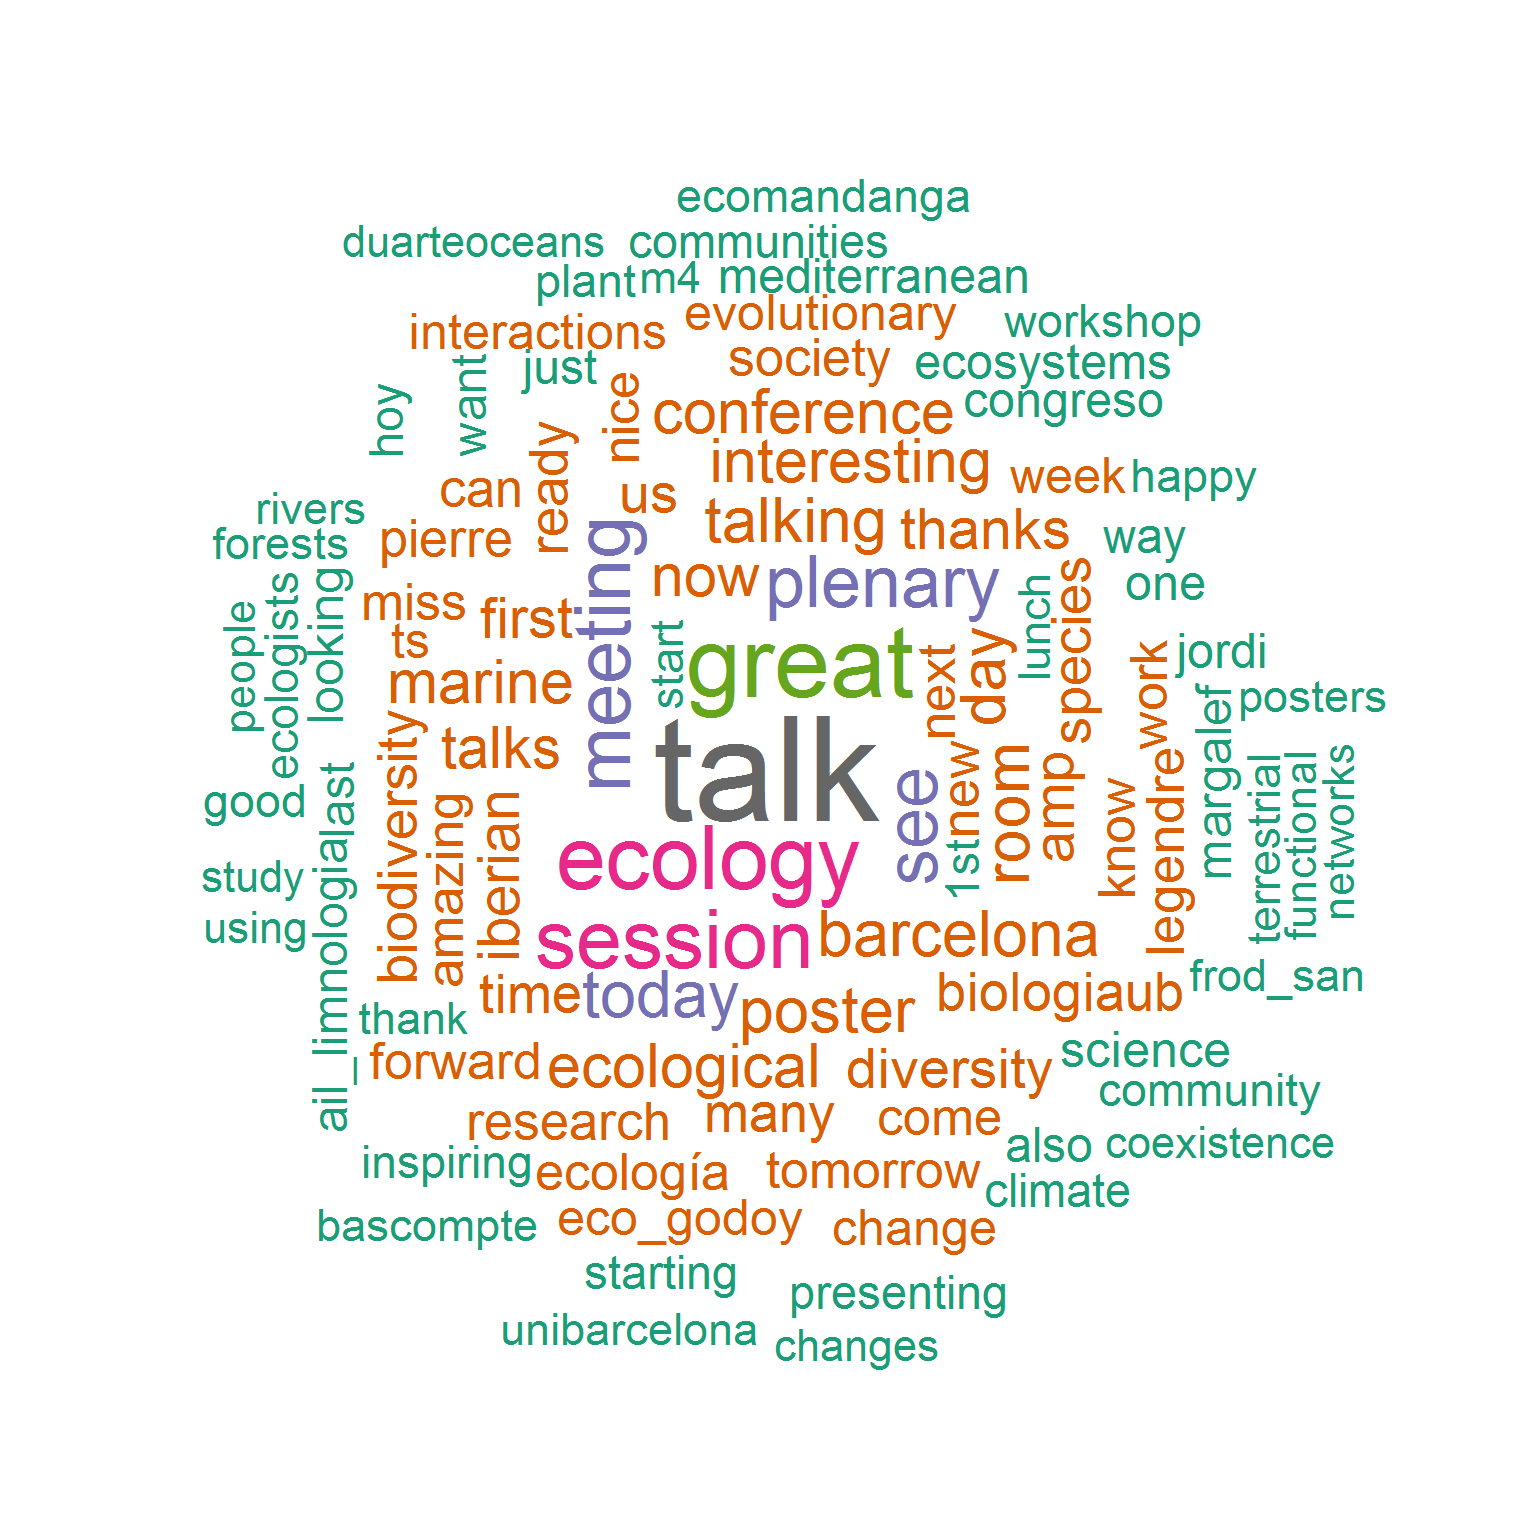 ecomandanga
duarteoceans communities
plant m4 mediterranean
interactions evolutionary workshop
just society ecosystems
hoy want nice conference congreso
ready interesting week happy
can us
rivers pierre talking thanks way
forests
meeting now plenary one
people ecologists looking miss first lunch species
ts start great next day work jordi
marine margalef posters
biodiversity talks talk see 1st new room amp know legendre terrestrial functional networks
good last amazing iberian
study ecology
using session barcelona
ail_limnologia time today poster biologiaub frod_san
thank
forward ecological diversity science
community
research many come
also coexistence
inspiring ecología tomorrow climate
bascompte eco_godoy change
starting presenting
unibarcelona changes